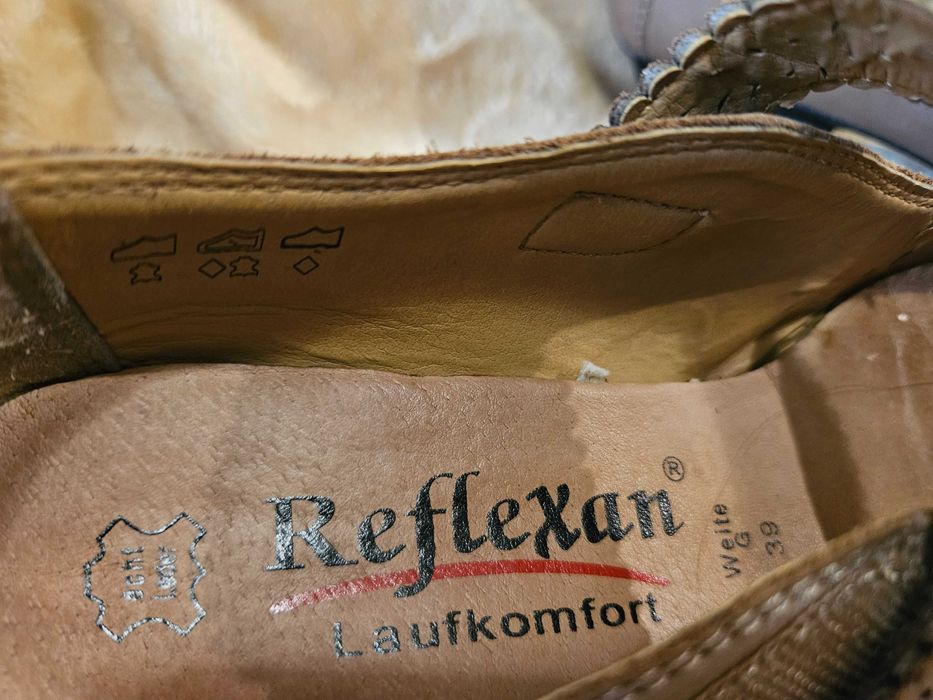 Reflexan®
Laufkomfort
Echt
Leder
Weite
G
39